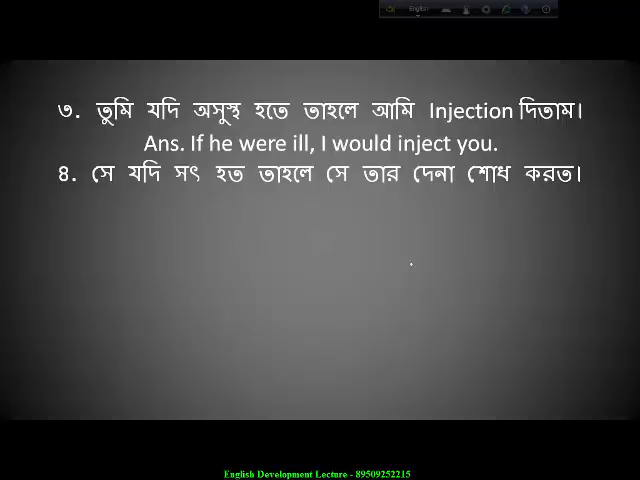 English
৩. তুমি যদি অসুস্থ হতে তাহলে আমি Injection দিতাম।
Ans. If he were ill, I would inject you.
৪. সে যদি সৎ হত তাহলে সে তার দেনা শোধ করত।
English Development Lecture - 89509252215